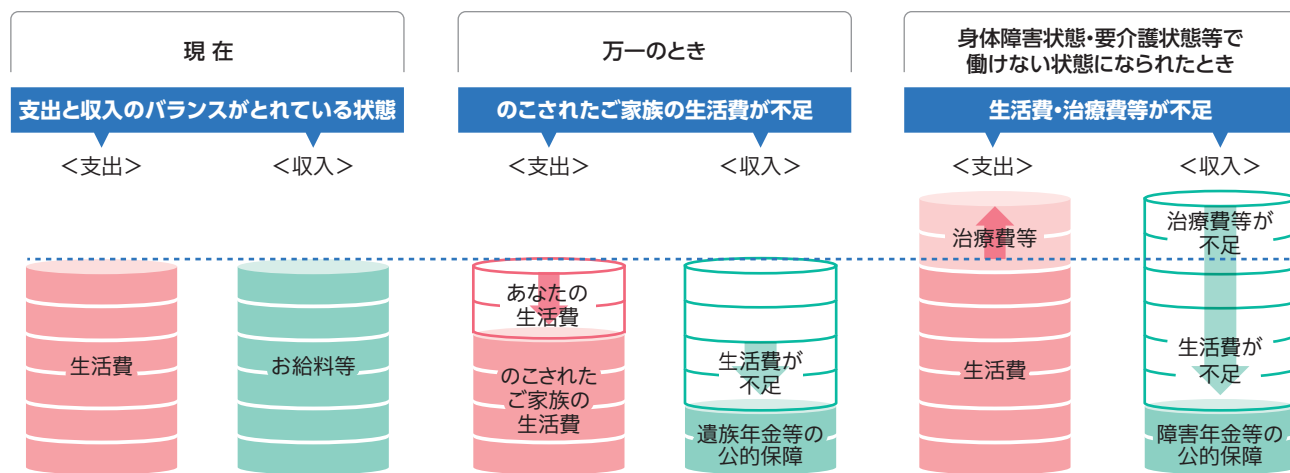 現 在
支出と収入のバランスがとれている状態
＜支出＞
＜収入＞
生活費
お給料等
万一のとき
のこされたご家族の生活費が不足
＜支出＞
＜収入＞
あなたの
生活費
のこされた
ご家族の
生活費
生活費が
不足
遺族年金等の
公的保障
身体障害状態・要介護状態等で
働けない状態になられたとき
生活費・治療費等が不足
＜支出＞
＜収入＞
治療費等
生活費
治療費等が
不足
生活費が
不足
障害年金等の
公的保障